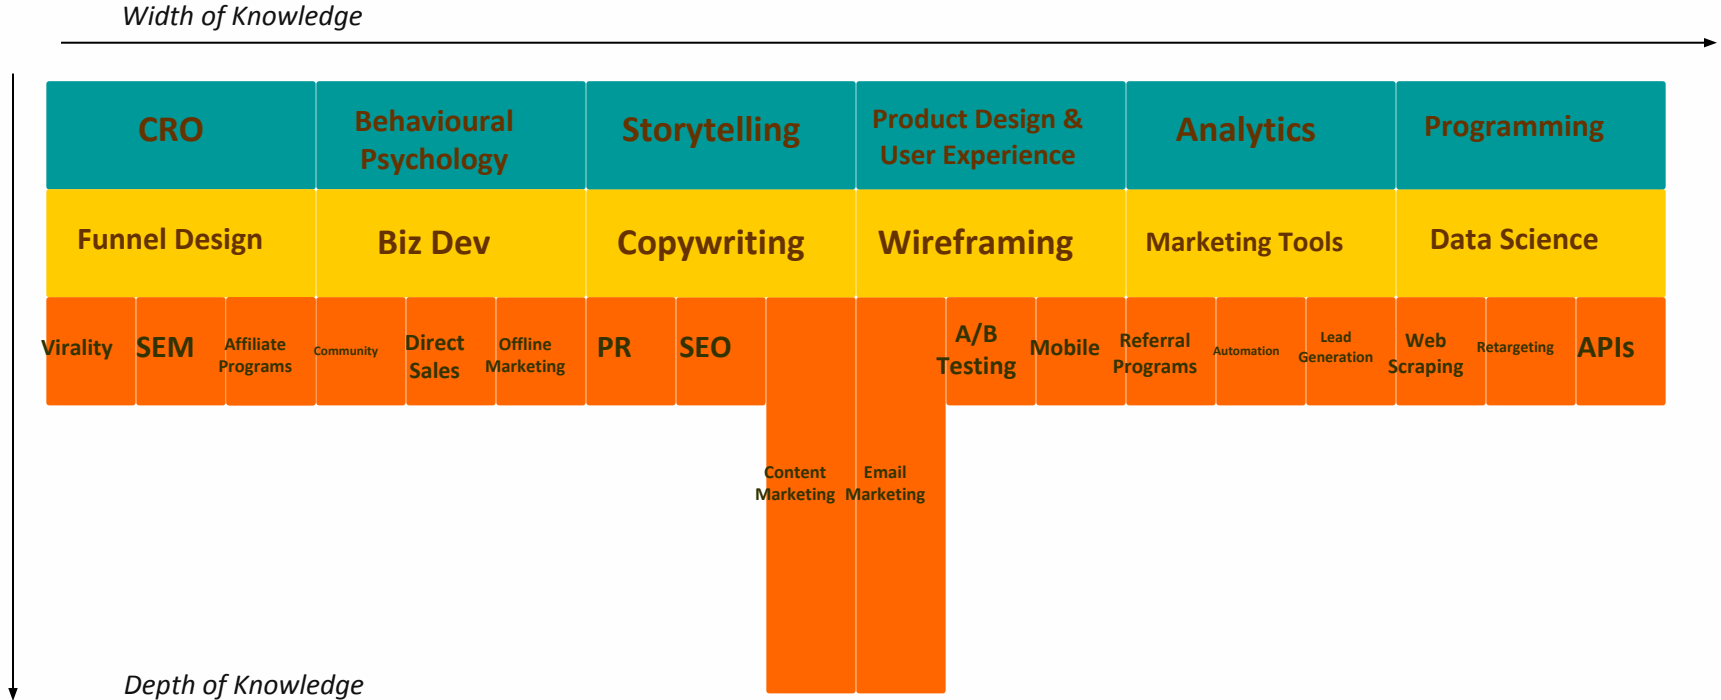 Width of Knowledge
CRO
Behavioural
Psychology
Storytelling
Product Design &
User Experience
Analytics
Programming
Funnel Design
Biz Dev
Copywriting
Wireframing
Marketing Tools
Data Science
Virality
SEM
Affiliate
Programs
Community
Direct
Sales
Offline
Marketing
PR
SEO
Content
Marketing
Email
Marketing
A/B
Testing
Mobile
Referral
Programs
Automation
Lead
Generation
Web
Scraping
Retargeting
APIs
Depth of Knowledge